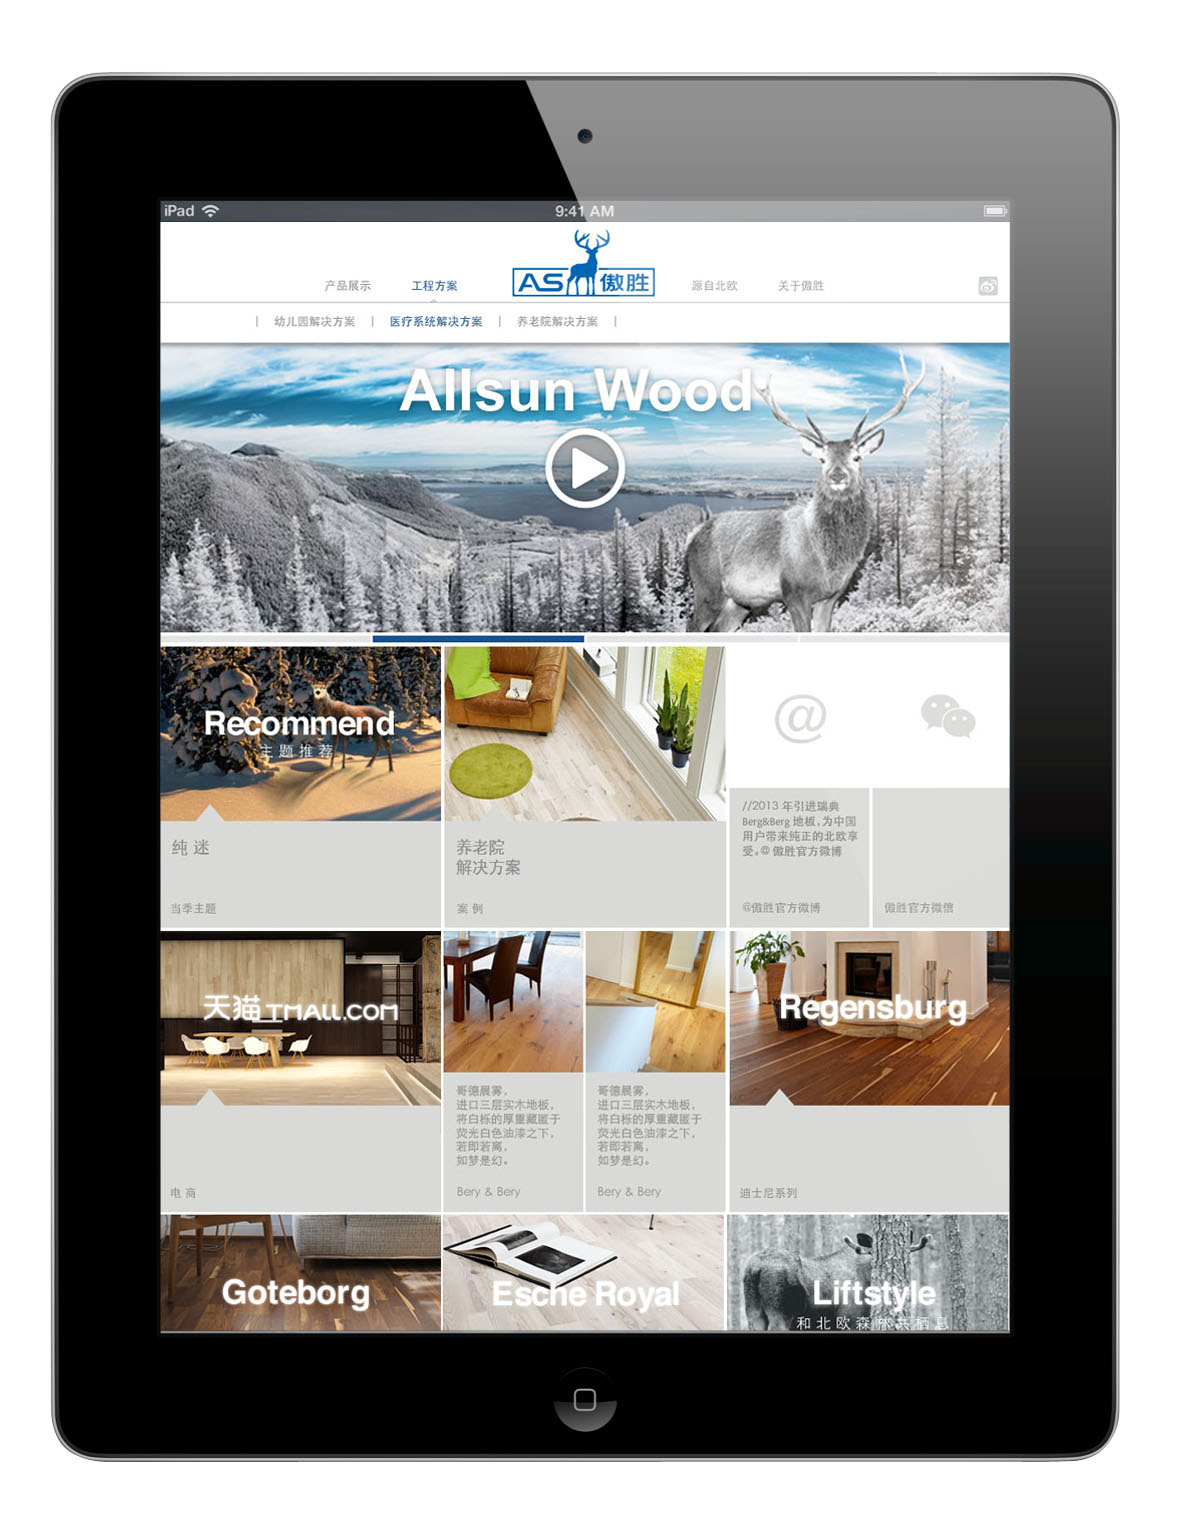 iPad
9:41 AM
AS 傲胜
产品展示
工程方案
源自北欧
关于傲胜
| 幼儿园解决方案 | 医疗系统解决方案 | 养老院解决方案 |
Allsun Wood
Recommend
主题推荐
纯迷
当季主题
养老院
解决方案
案例
@
//2013 年引进瑞典
Berg&Berg 地板，为中国
用户带来纯正的北欧享
受。@ 傲胜官方微博
@傲胜官方微博
傲胜官方微信
天猫 TMALL.COM
电商
哥德晨雾，
进口三层实木地板，
将白栎的厚重藏匿于
荧光白色油漆之下，
若即若离，
如梦是幻。
Bery & Bery
哥德晨雾，
进口三层实木地板，
将白栎的厚重藏匿于
荧光白色油漆之下，
若即若离，
如梦是幻。
Bery & Bery
Regensburg
迪士尼系列
Goteborg
Esche Royal
Liftstyle
和北欧森林共栖息